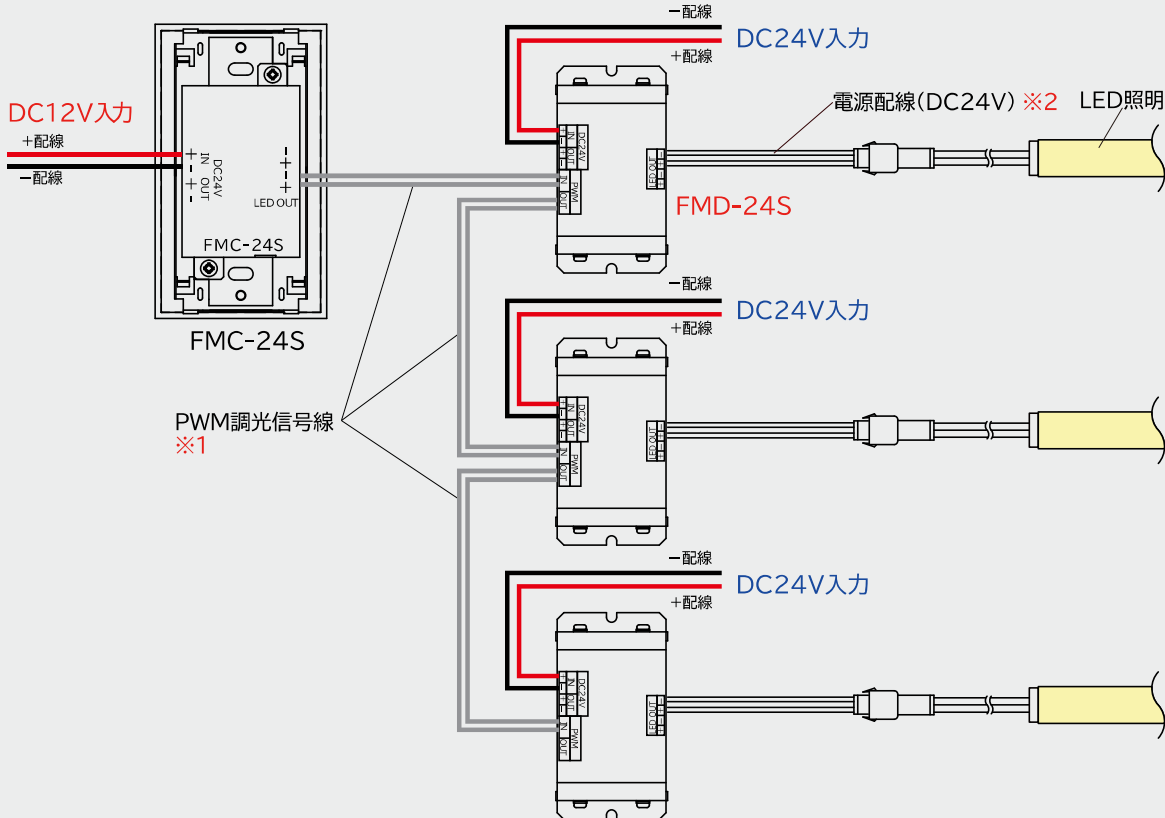 DC12V入力
+配線
−配線
+ - + -
IN OUT
DC24V
- + - +
LED OUT
FMC-24S
FMC-24S
PWM調光信号線
※1
−配線
+配線
DC24V入力
+ - + -
IN OUT
DC24V
IN OUT
PWM
LED OUT
- + - +
FMD-24S
電源配線(DC24V) ※2
LED照明
−配線
+配線
DC24V入力
+ - + -
IN OUT
DC24V
IN OUT
PWM
LED OUT
- + - +
−配線
+配線
DC24V入力
+ - + -
IN OUT
DC24V
IN OUT
PWM
LED OUT
- + - +